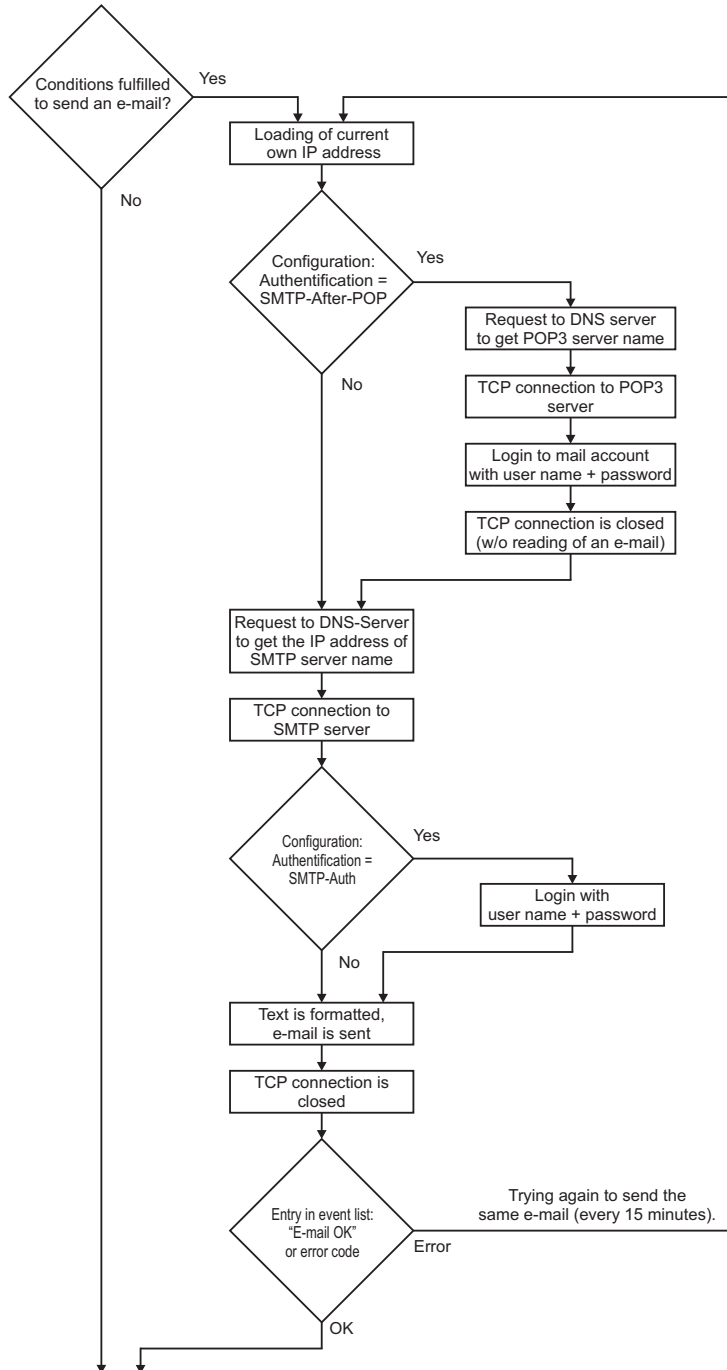 Conditions fulfilled
to send an e-mail?
Yes
No
Loading of current
own IP address
Configuration:
Authentification =
SMTP-After-POP
Yes
No
Request to DNS server
to get POP3 server name
TCP connection to POP3
server
Login to mail account
with user name + password
TCP connection is closed
(w/o reading of an e-mail)
Request to DNS-Server
to get the IP address of
SMTP server name
TCP connection to
SMTP server
Configuration:
Authentification =
SMTP-Auth
Yes
No
Login with
user name + password
Text is formatted,
e-mail is sent
TCP connection is
closed
Entry in event list:
“E-mail OK”
or error code
Error
Trying again to send the
same e-mail (every 15 minutes).
OK